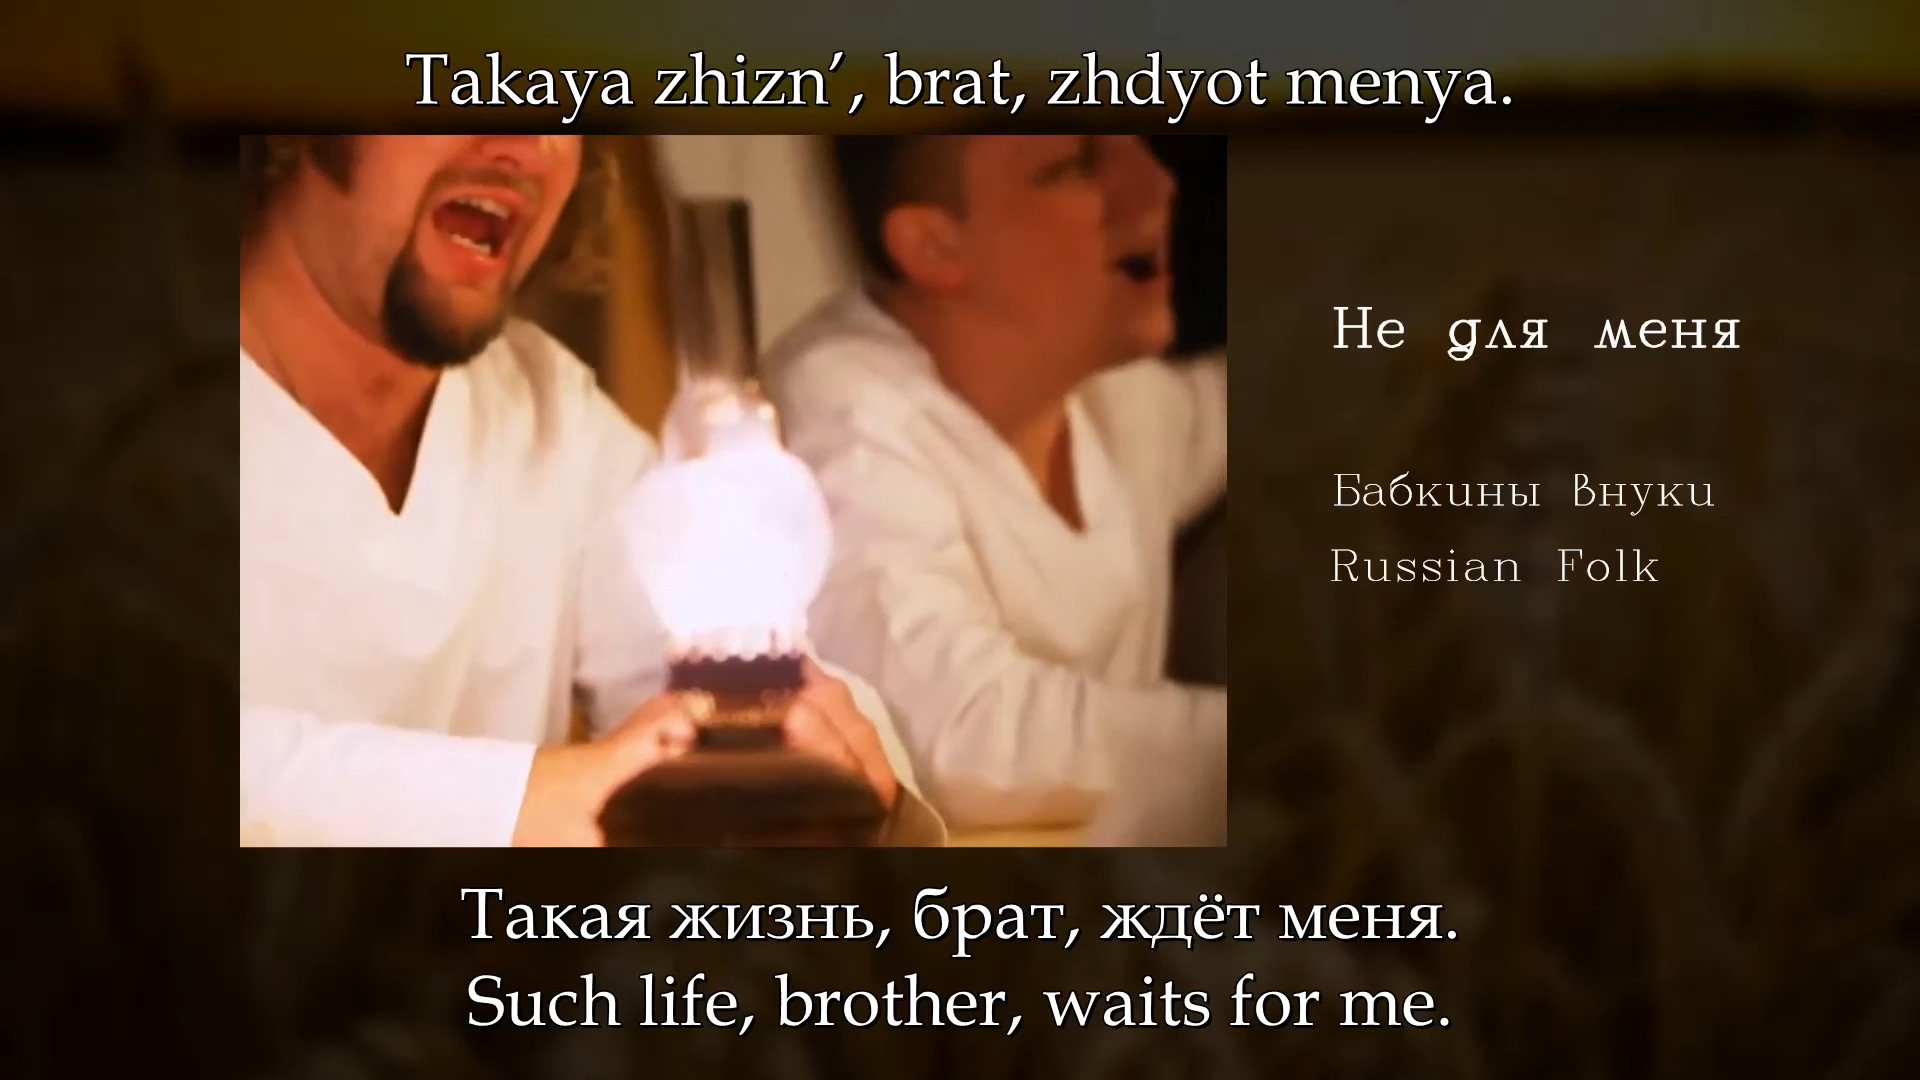 Takaya zhizn’, brat, zhdyot menya.
Не для меня
Бабкины внуки
Russian Folk
Такая жизнь, брат, ждёт меня.
Such life, brother, waits for me.